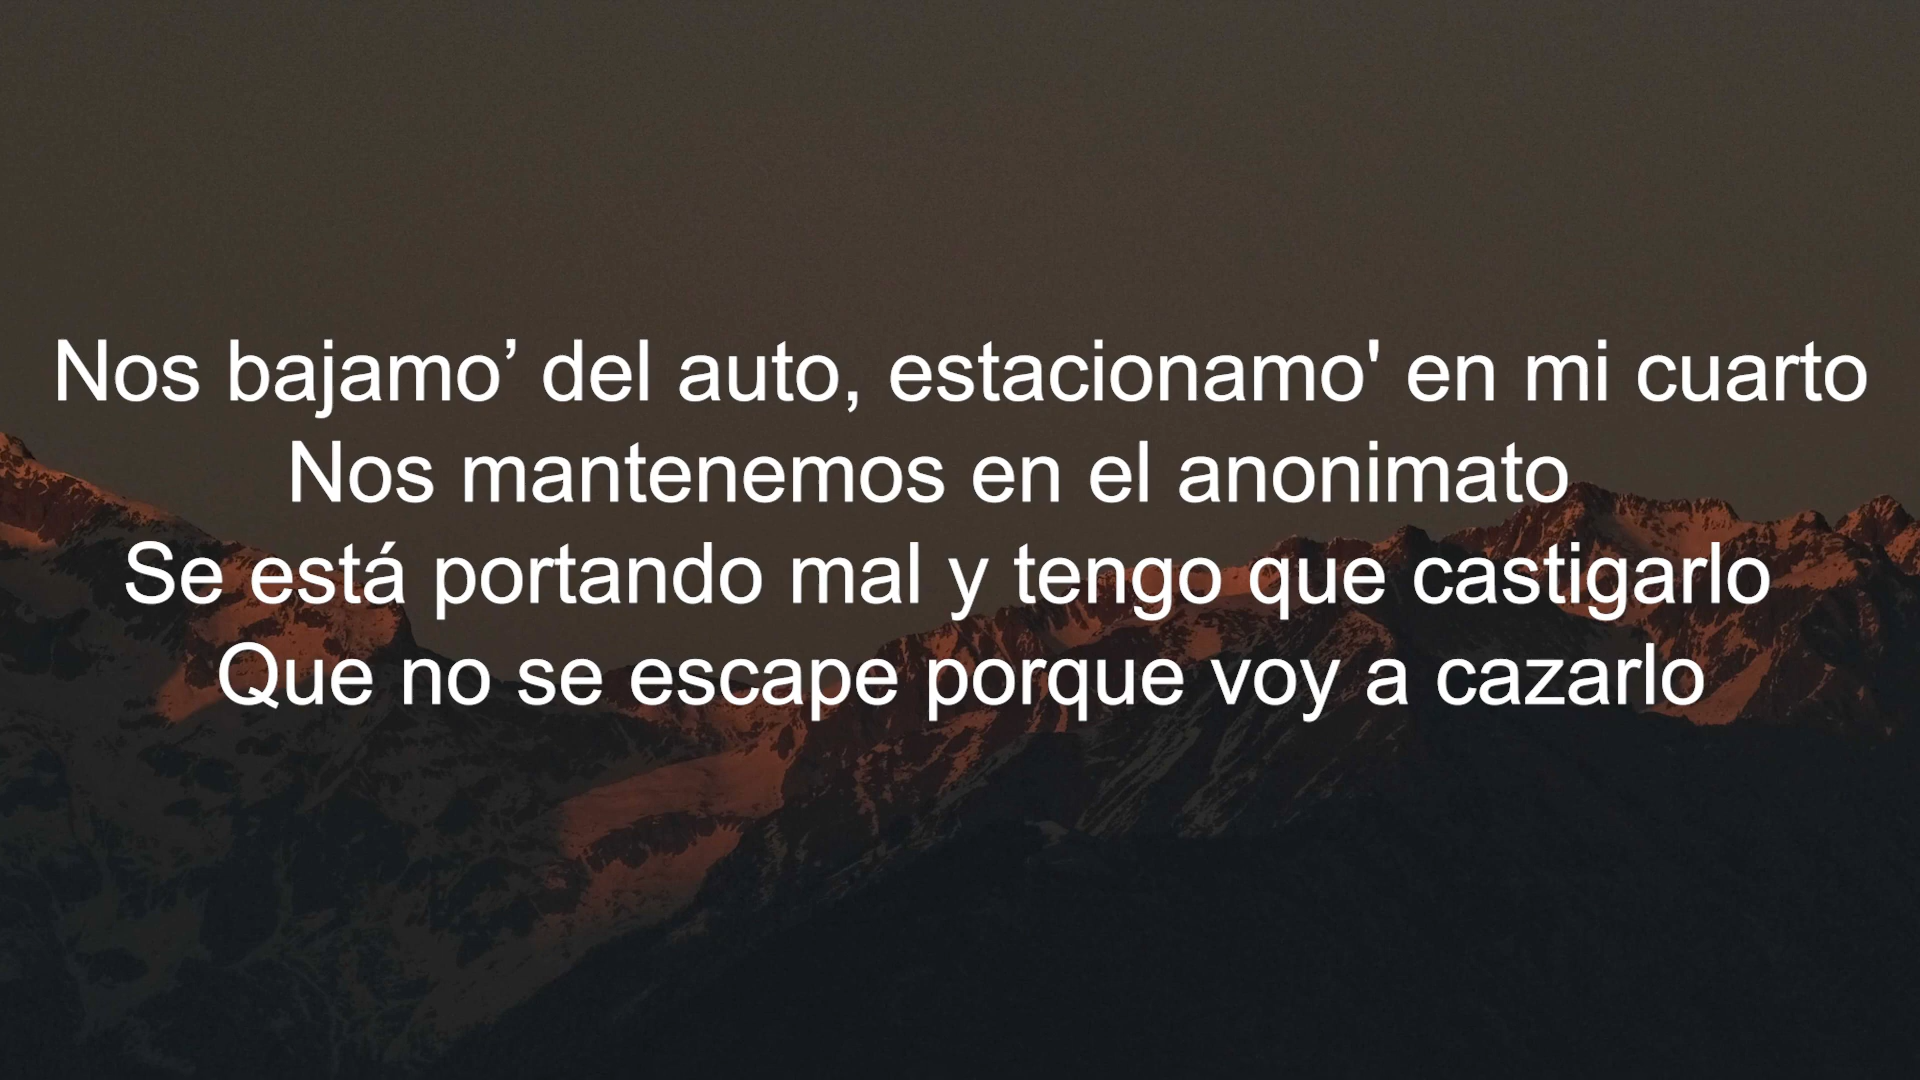 Nos bajamo’ del auto, estacionamo' en mi cuarto
Nos mantenemos en el anonimato
Se está portando mal y tengo que castigarlo
Que no se escape porque voy a cazarlo